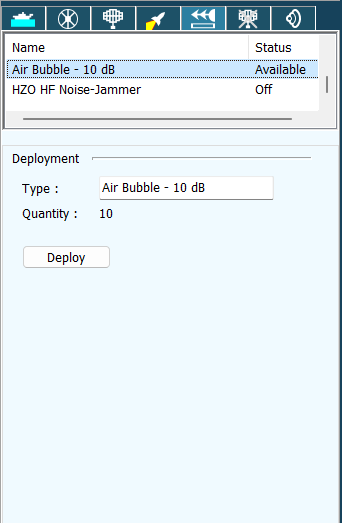 Name Status
Air Bubble - 10 dB Available
HZO HF Noise-Jammer Off
Deployment
Type : Air Bubble - 10 dB
Quantity : 10
Deploy